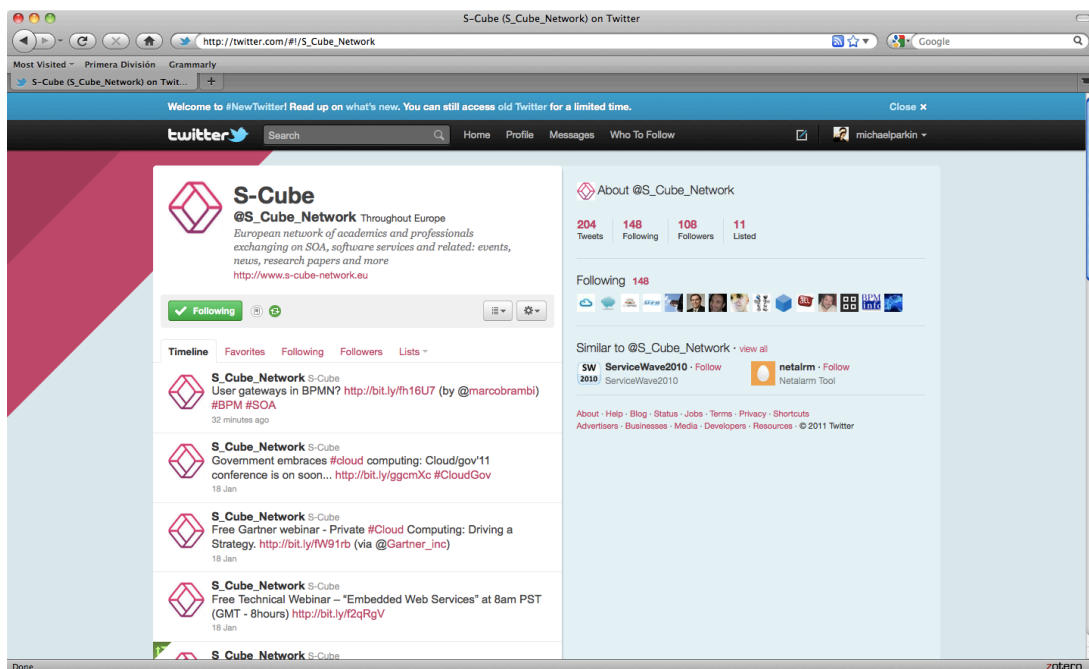 S-Cube (S_Cube_Network) on Twitter
http://twitter.com/#!/S_Cube_Network
Google
Most Visited Primera División Grammarly
S-Cube (S_Cube_Network) on Twit...
Welcome to #NewTwitter! Read up on what's new. You can still access old Twitter for a limited time.
Close ×
twitter
Search
Home Profile Messages Who To Follow
michaelparkin
S-Cube
@S_Cube_Network Throughout Europe
European network of academics and professionals
exchanging on SOA, software services and related: events,
news, research papers and more
http://www.s-cube-network.eu
Following
Timeline Favorites Following Followers Lists
S_Cube_Network S-Cube
User gateways in BPMN? http://bit.ly/fh16U7 (by @marcobrambi)
#BPM #SOA
32 minutes ago
S_Cube_Network S-Cube
Government embraces #cloud computing: Cloud/gov'11
conference is on soon... http://bit.ly/ggcmXc #CloudGov
18 Jan
S_Cube_Network S-Cube
Free Gartner webinar - Private #Cloud Computing: Driving a
Strategy. http://bit.ly/fW91rb (via @Gartner_inc)
18 Jan
S_Cube_Network S-Cube
Free Technical Webinar – “Embedded Web Services” at 8am PST
(GMT - 8hours) http://bit.ly/f2qRgV
18 Jan
S_Cube_Network S-Cube
About @S_Cube_Network
204 148 108 11
Tweets Following Followers Listed
Following 148
BPM
info
Similar to @S_Cube_Network · view all
SW
2010
ServiceWave2010 · Follow
ServiceWave2010
netalrm · Follow
Netalarm Tool
About · Help · Blog · Status · Jobs · Terms · Privacy · Shortcuts
Advertisers · Businesses · Media · Developers · Resources · © 2011 Twitter
Done
zotero